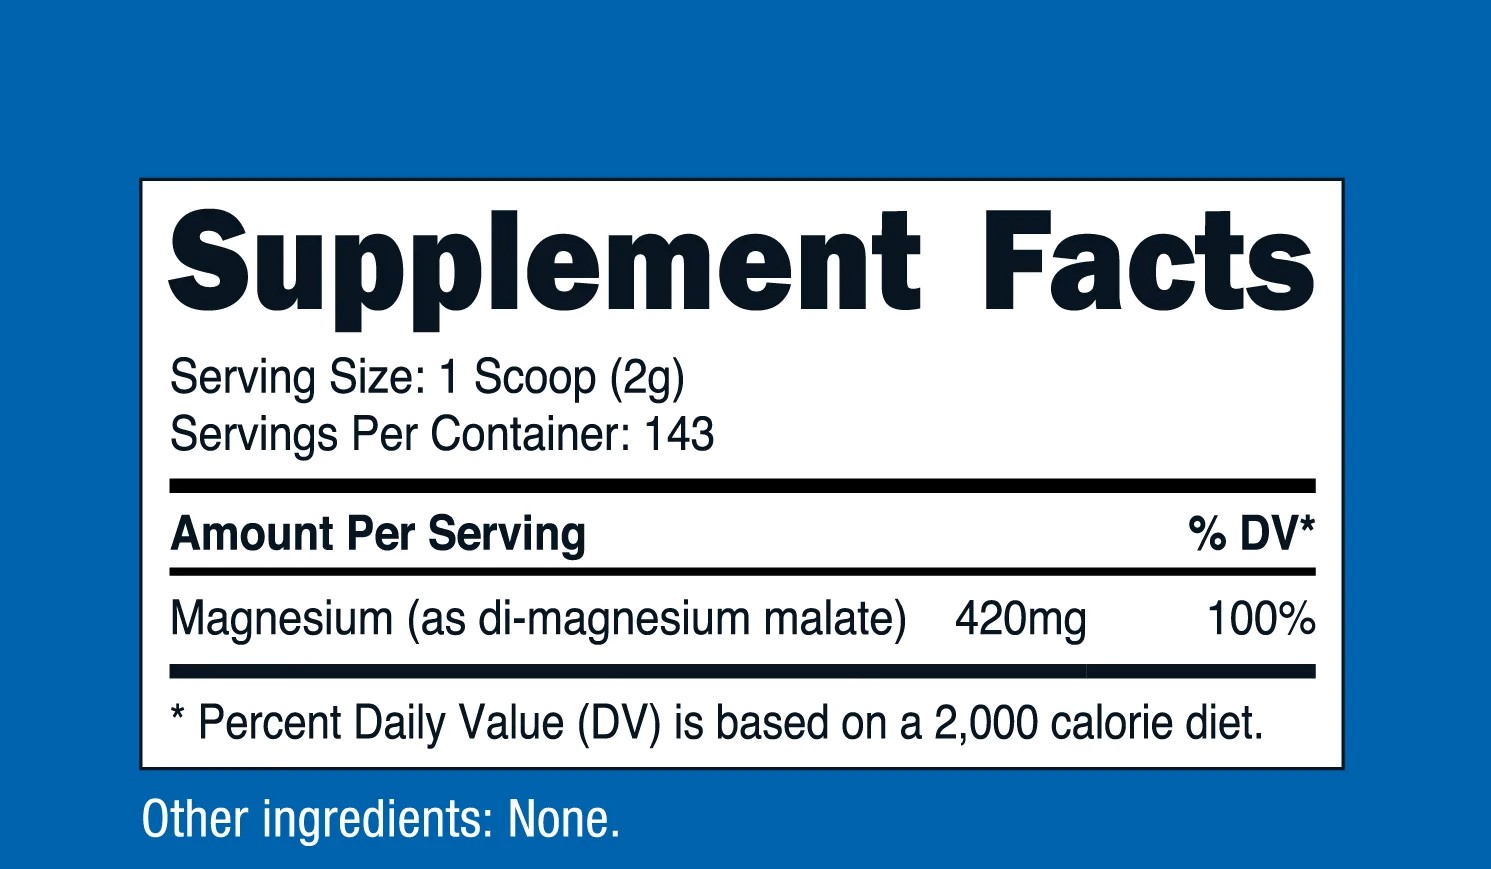 Supplement Facts
Serving Size: 1 Scoop (2g)
Servings Per Container: 143
Amount Per Serving % DV*
Magnesium (as di-magnesium malate) 420mg 100%
* Percent Daily Value (DV) is based on a 2,000 calorie diet.
Other ingredients: None.